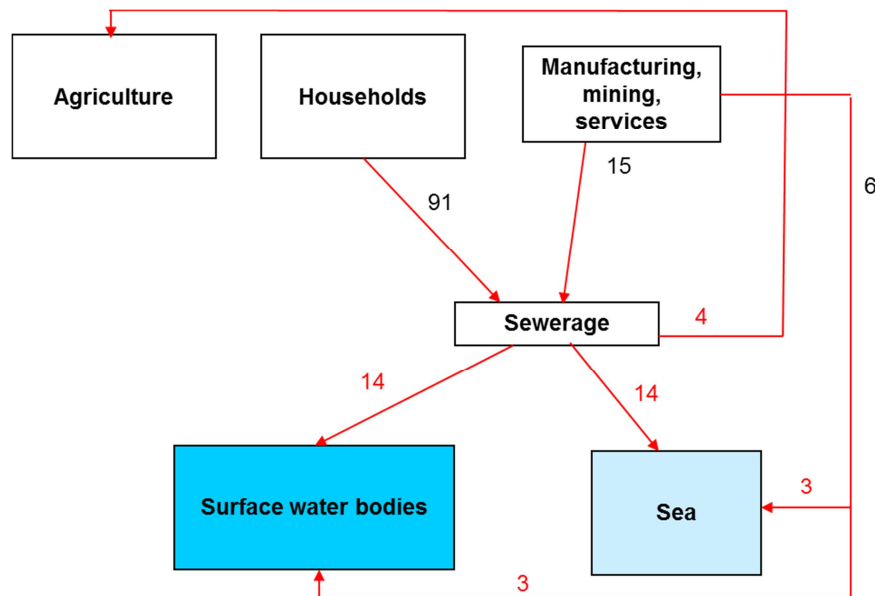 Agriculture
Households
Manufacturing,
mining,
services
91
15
6
Sewerage
4
14
14
Surface water bodies
Sea
3
3